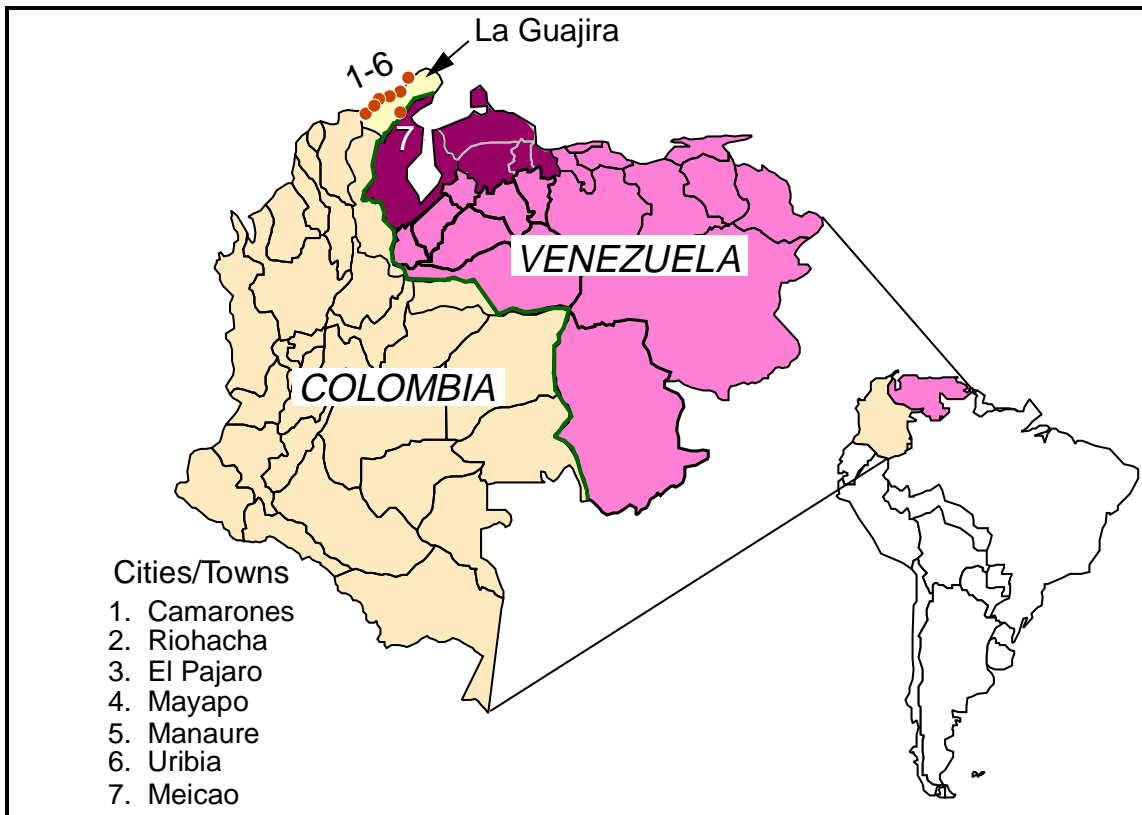 La Guajira
1-6
7
VENEZUELA
COLOMBIA
Cities/Towns
1. Camarones
2. Riohacha
3. El Pajaro
4. Mayapo
5. Manaure
6. Uribia
7. Meicao